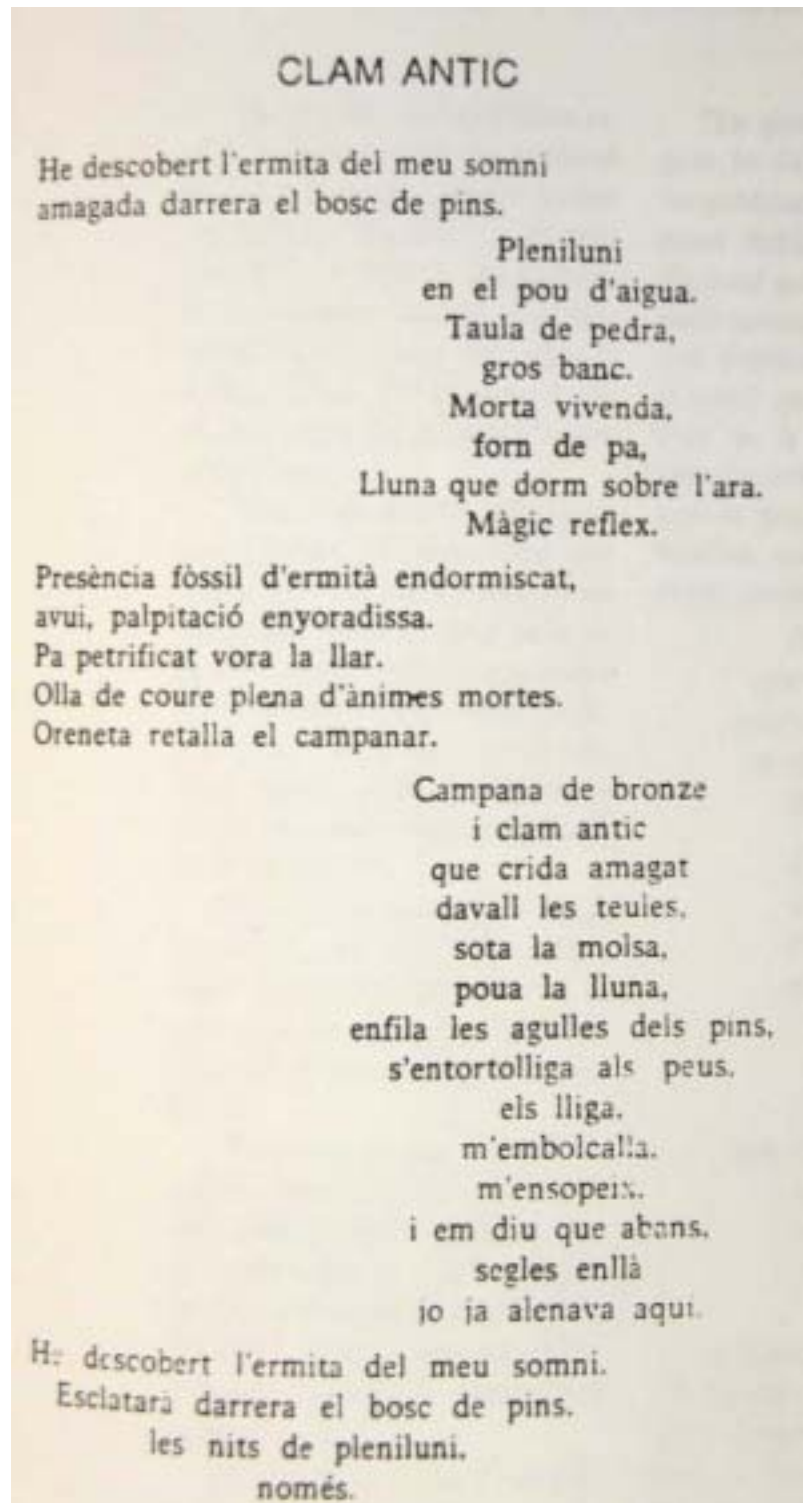 CLAM ANTIC
He descobert l'ermita del meu somni
amagada darrera el bosc de pins.
Pleniluni
en el pou d'aigua.
Taula de pedra,
gros banc.
Morta vivenda,
forn de pa,
Lluna que dorm sobre l'ara.
Màgic reflex.
Presència fòssil d'ermità endormiscat,
avui, palpitació enyoradissa.
Pa petrificat vora la llar.
Olla de coure plena d'ànimes mortes.
Oreneta retalla el campanar.
Campana de bronze
i clam antic
que crida amagat
davall les teules,
sota la molsa,
poua la lluna,
enfila les agulles dels pins,
s'entortolliga als peus,
els lliga,
m'embolcalla,
m'ensopeix,
i em diu que abans,
segles enllà
jo ja alenava aquí.
He descobert l'ermita del meu somni.
Esclatarà darrera el bosc de pins,
les nits de pleniluni,
només.